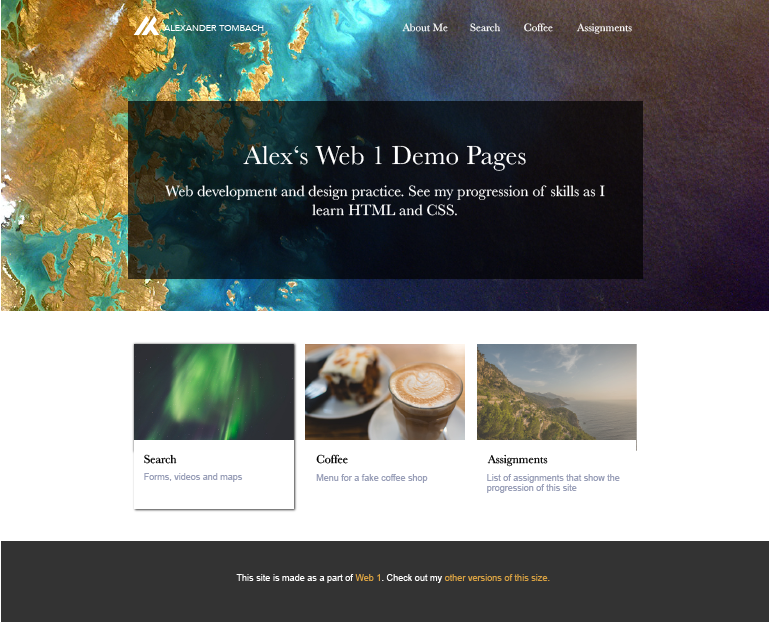 ALEXANDER TOMBACH
About Me Search Coffee Assignments
Alex‘s Web 1 Demo Pages
Web development and design practice. See my progression of skills as I
learn HTML and CSS.
Search
Forms, videos and maps
Coffee
Menu for a fake coffee shop
Assignments
List of assignments that show the
progression of this site
This site is made as a part of Web 1. Check out my other versions of this size.